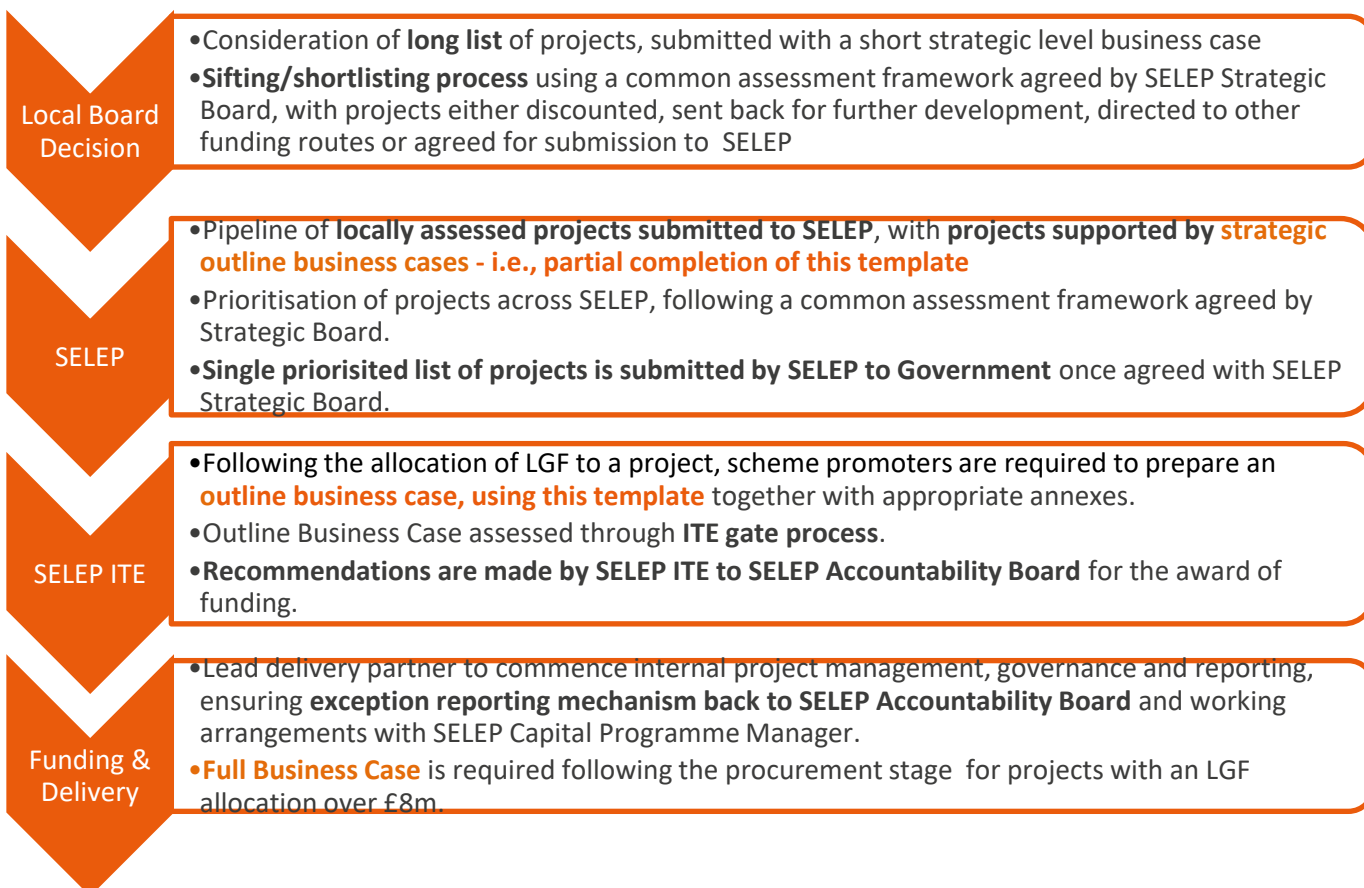 Local Board
Decision
•Consideration of long list of projects, submitted with a short strategic level business case
•Sifting/shortlisting process using a common assessment framework agreed by SELEP Strategic
Board, with projects either discounted, sent back for further development, directed to other
funding routes or agreed for submission to SELEP
SELEP
•Pipeline of locally assessed projects submitted to SELEP, with projects supported by strategic
outline business cases - i.e., partial completion of this template
•Prioritisation of projects across SELEP, following a common assessment framework agreed by
Strategic Board.
•Single priorisited list of projects is submitted by SELEP to Government once agreed with SELEP
Strategic Board.
SELEP ITE
•Following the allocation of LGF to a project, scheme promoters are required to prepare an
outline business case, using this template together with appropriate annexes.
•Outline Business Case assessed through ITE gate process.
•Recommendations are made by SELEP ITE to SELEP Accountability Board for the award of
funding.
Funding &
Delivery
•Lead delivery partner to commence internal project management, governance and reporting,
ensuring exception reporting mechanism back to SELEP Accountability Board and working
arrangements with SELEP Capital Programme Manager.
•Full Business Case is required following the procurement stage for projects with an LGF
allocation over £8m.